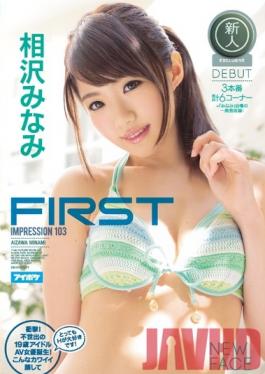 新人
DEBUT
3本番
計6コーナー
相沢みなみ
FIRST
IMPRESSION 103
AIZAWA MINAMI
アイポケ
衝撃!
不世出の
19歳アイドル
AV女優誕生!
こんなカワイイ
顔して
とっても
Hが大好きです!
NEW
FACE
JAVHD